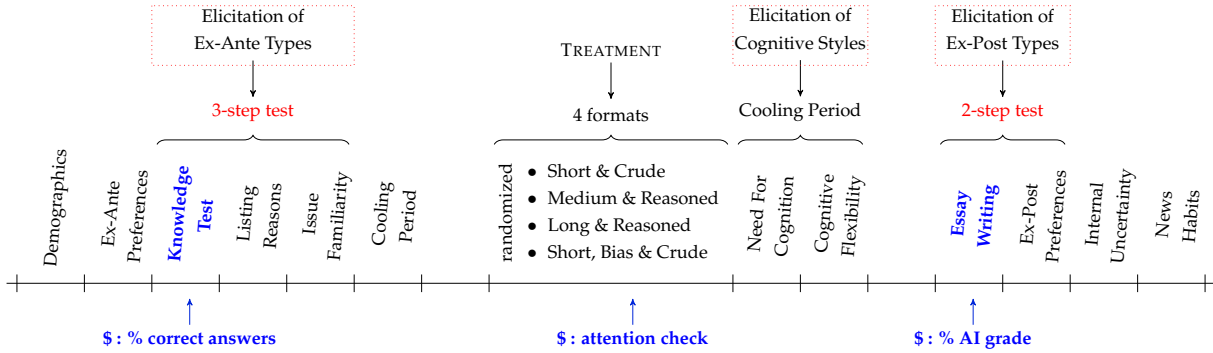 Elicitation of
Ex-Ante Types
Elicitation of
Cognitive Styles
Elicitation of
Ex-Post Types
TREATMENT
3-step test
4 formats
Cooling Period
2-step test
Demographics
Ex-Ante
Preferences
Knowledge
Test
Listing
Reasons
Issue
Familiarity
Cooling
Period
randomized
● Short & Crude
● Medium & Reasoned
● Long & Reasoned
● Short, Bias & Crude
Need For
Cognition
Cognitive
Flexibility
Essay
Writing
Ex-Post
Preferences
Internal
Uncertainty
News
Habits
$ : % correct answers
$ : attention check
$ : % AI grade